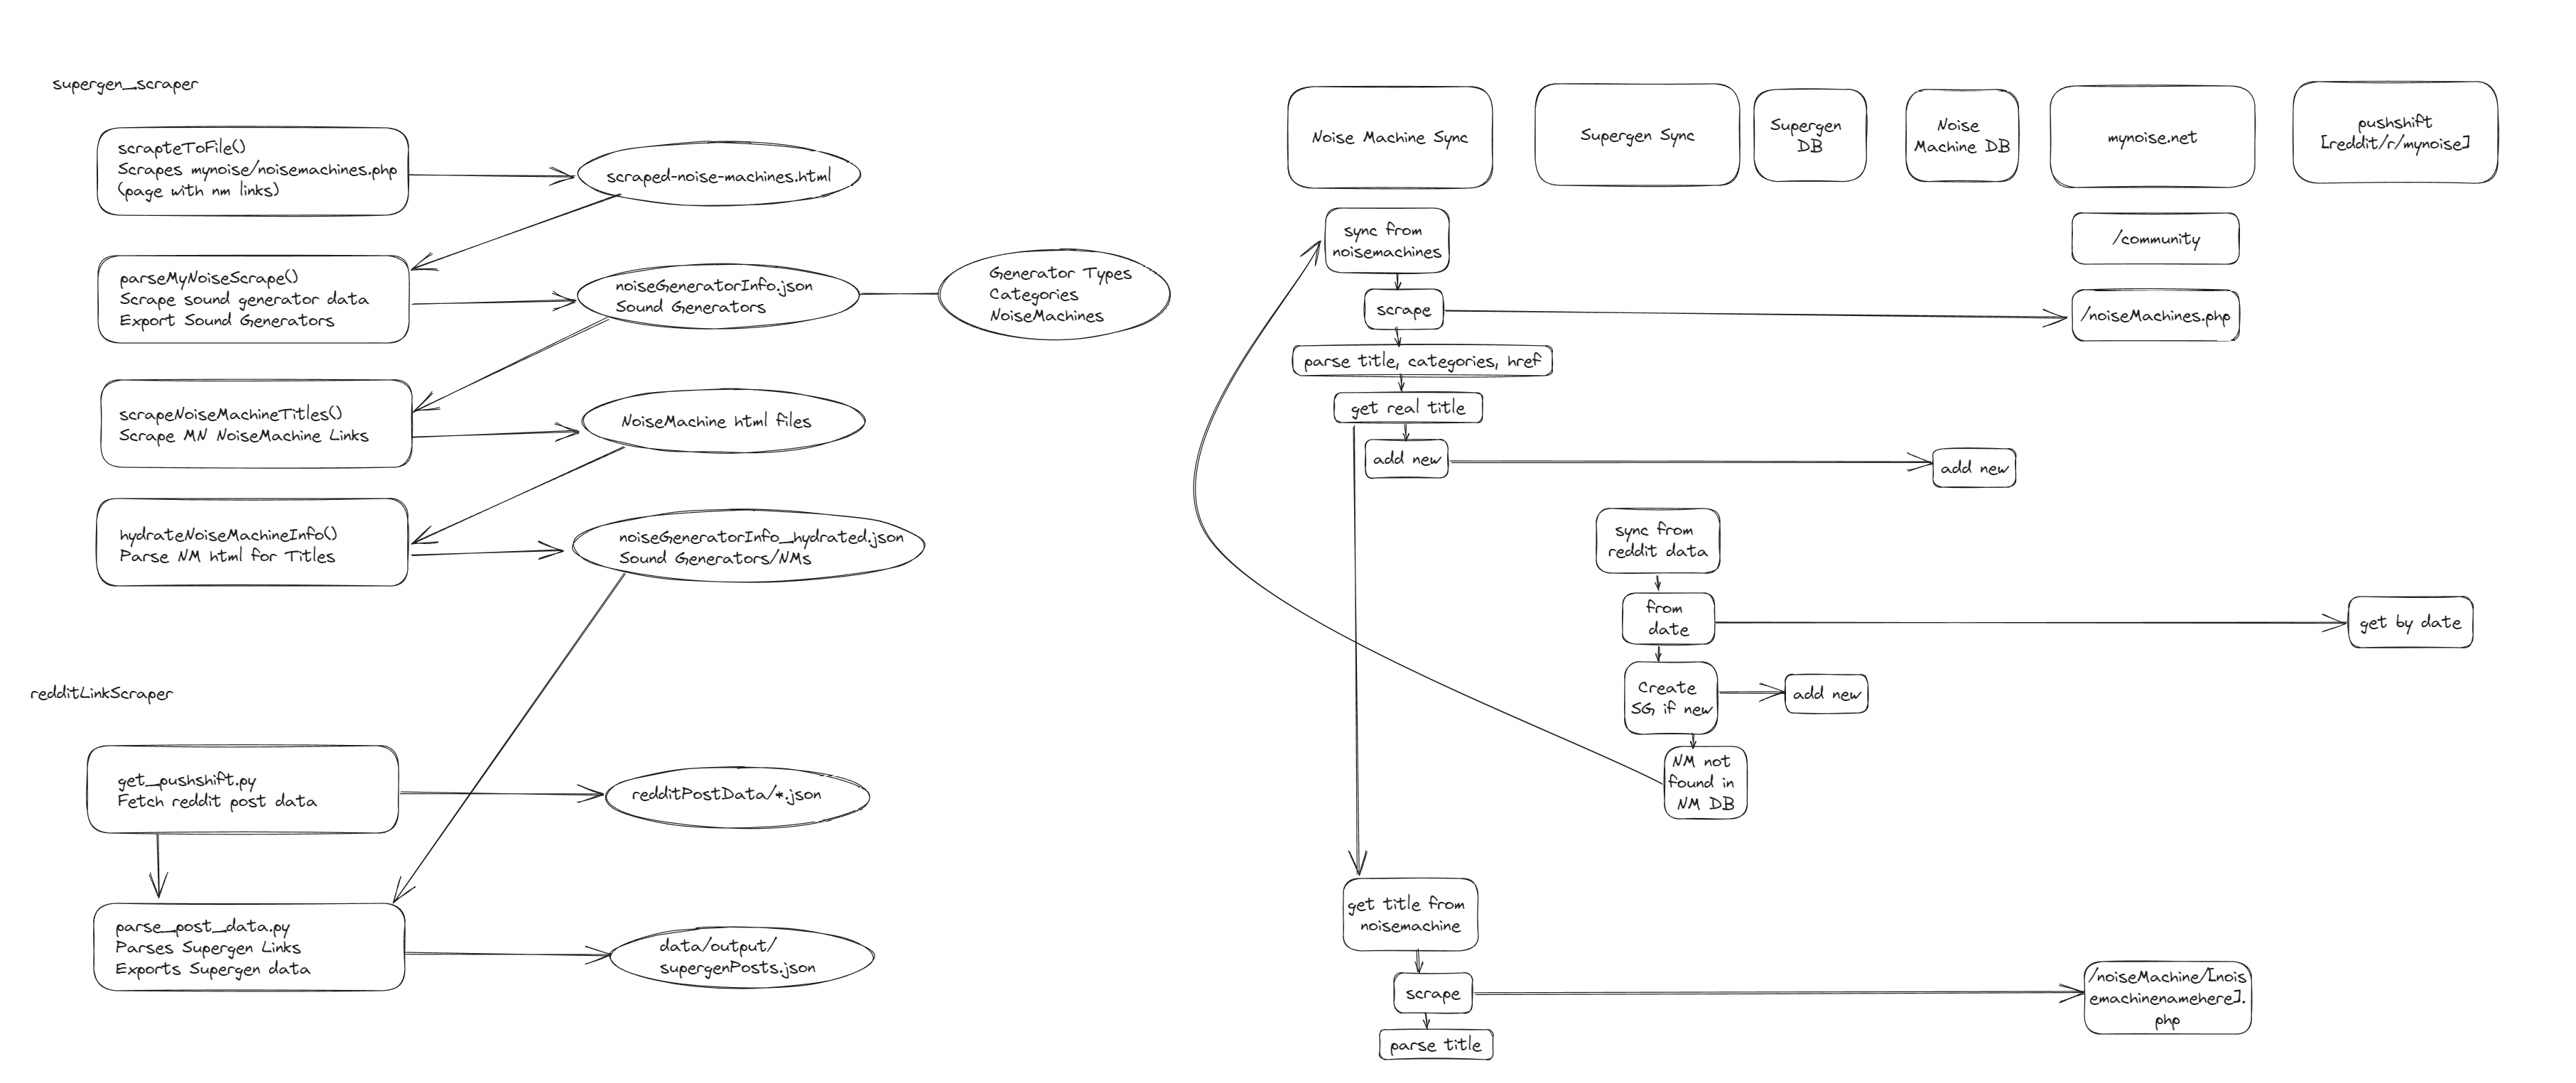 supergen_scraper
scrapteToFile()
Scrapes mynoise/noisemachines.php
(page with nm links)
scraped-noise-machines.html
parseMyNoiseScrape()
Scrape sound generator data
Export Sound Generators
noiseGeneratorInfo.json
Sound Generators
Generator Types
Categories
NoiseMachines
scrapeNoiseMachineTitles()
Scrape MN NoiseMachine Links
NoiseMachine html files
hydrateNoiseMachineInfo()
Parse NM html for Titles
noiseGeneratorInfo_hydrated.json
Sound Generators/NMs
redditLinkScraper
get_pushshift.py
Fetch reddit post data
redditPostData/*.json
parse_post_data.py
Parses Supergen Links
Exports Supergen data
data/output/
supergenPosts.json
Noise Machine Sync
Supergen Sync
Supergen
DB
Noise
Machine DB
mynoise.net
pushshift
[reddit/r/mynoise]
sync from
noisemachines
/community
scrape
/noiseMachines.php
parse title, categories, href
get real title
add new
add new
sync from
reddit data
from
date
get by date
Create
SG if new
add new
NM not
found in
NM DB
get title from
noisemachine
scrape
/noiseMachine/[nois
emachinenamehere].
php
parse title